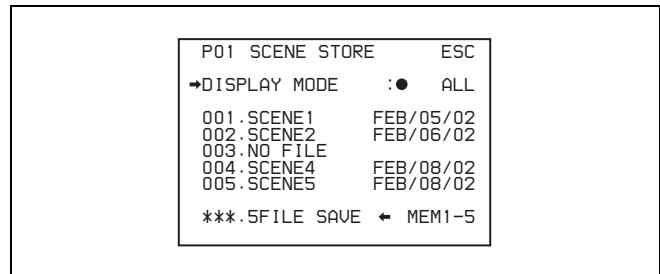 P01 SCENE STORE ESC
➡DISPLAY MODE :● ALL
001.SCENE1 FEB/05/02
002.SCENE2 FEB/06/02
003.NO FILE
004.SCENE4 FEB/08/02
005.SCENE5 FEB/08/02
***.5FILE SAVE ← MEM1-5